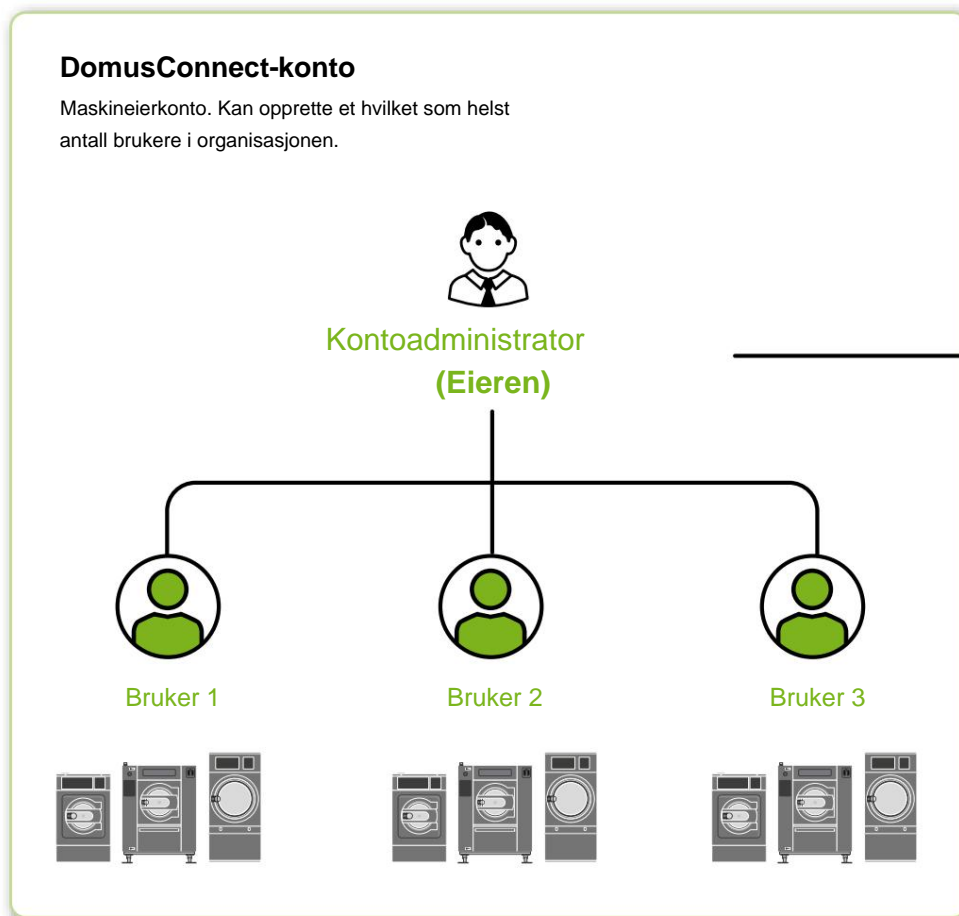 DomusConnect-konto
Maskineierkonto. Kan opprette et hvilket som helst
antall brukere i organisasjonen.
Kontoadministrator
(Eieren)
Bruker 1
Bruker 2
Bruker 3